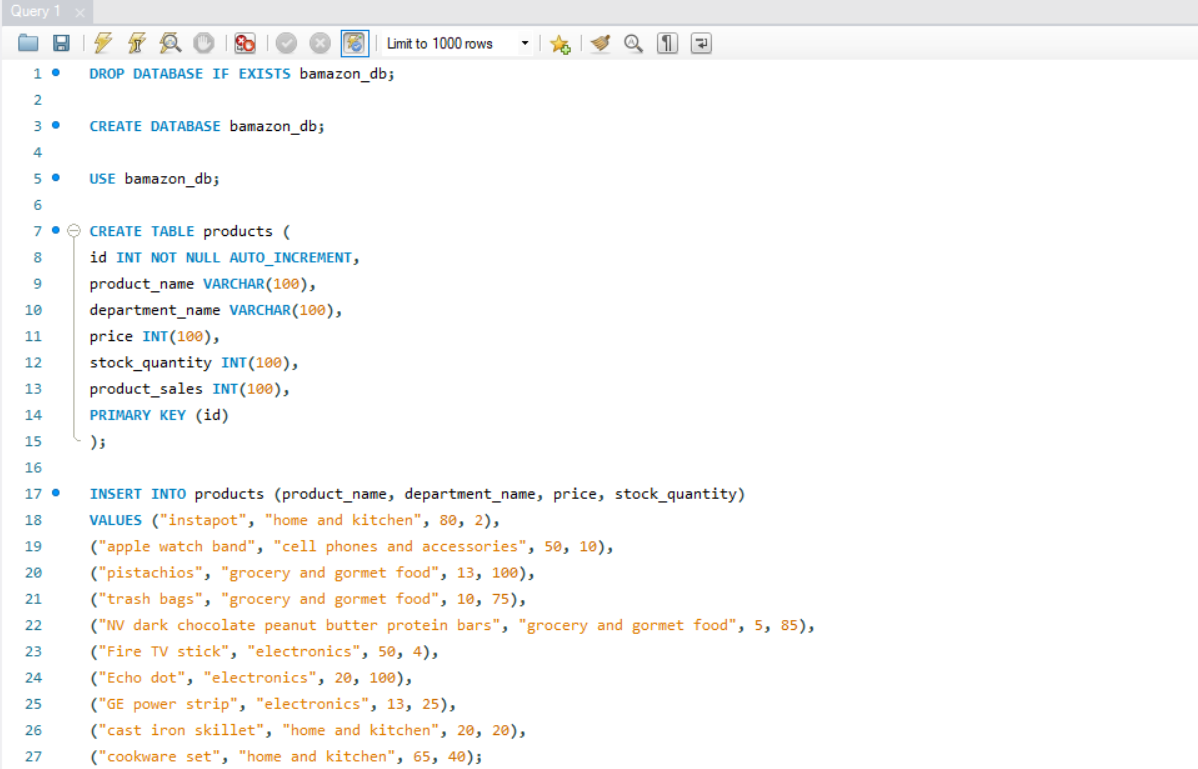 Query 1
Limit to 1000 rows
1 DROP DATABASE IF EXISTS bamazon_db;
2
3 CREATE DATABASE bamazon_db;
4
5 USE bamazon_db;
6
7 CREATE TABLE products (
8 id INT NOT NULL AUTO_INCREMENT,
9 product_name VARCHAR(100),
10 department_name VARCHAR(100),
11 price INT(100),
12 stock_quantity INT(100),
13 product_sales INT(100),
14 PRIMARY KEY (id)
15 );
16
17 INSERT INTO products (product_name, department_name, price, stock_quantity)
18 VALUES ("instapot", "home and kitchen", 80, 2),
19 ("apple watch band", "cell phones and accessories", 50, 10),
20 ("pistachios", "grocery and gormet food", 13, 100),
21 ("trash bags", "grocery and gormet food", 10, 75),
22 ("NV dark chocolate peanut butter protein bars", "grocery and gormet food", 5, 85),
23 ("Fire TV stick", "electronics", 50, 4),
24 ("Echo dot", "electronics", 20, 100),
25 ("GE power strip", "electronics", 13, 25),
26 ("cast iron skillet", "home and kitchen", 20, 20),
27 ("cookware set", "home and kitchen", 65, 40);